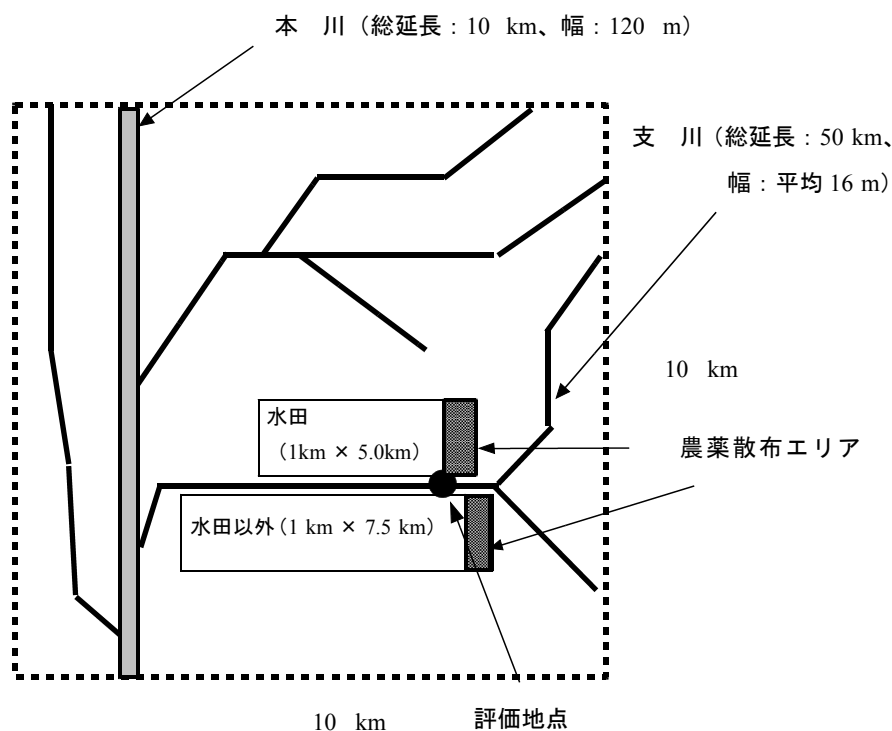 本　川（総延長：10 km、幅：120 m）
支　川（総延長：50 km、
幅：平均 16 m）
10 km
水田
（1km × 5.0km）
農薬散布エリア
水田以外（1 km × 7.5 km）
10 km
評価地点